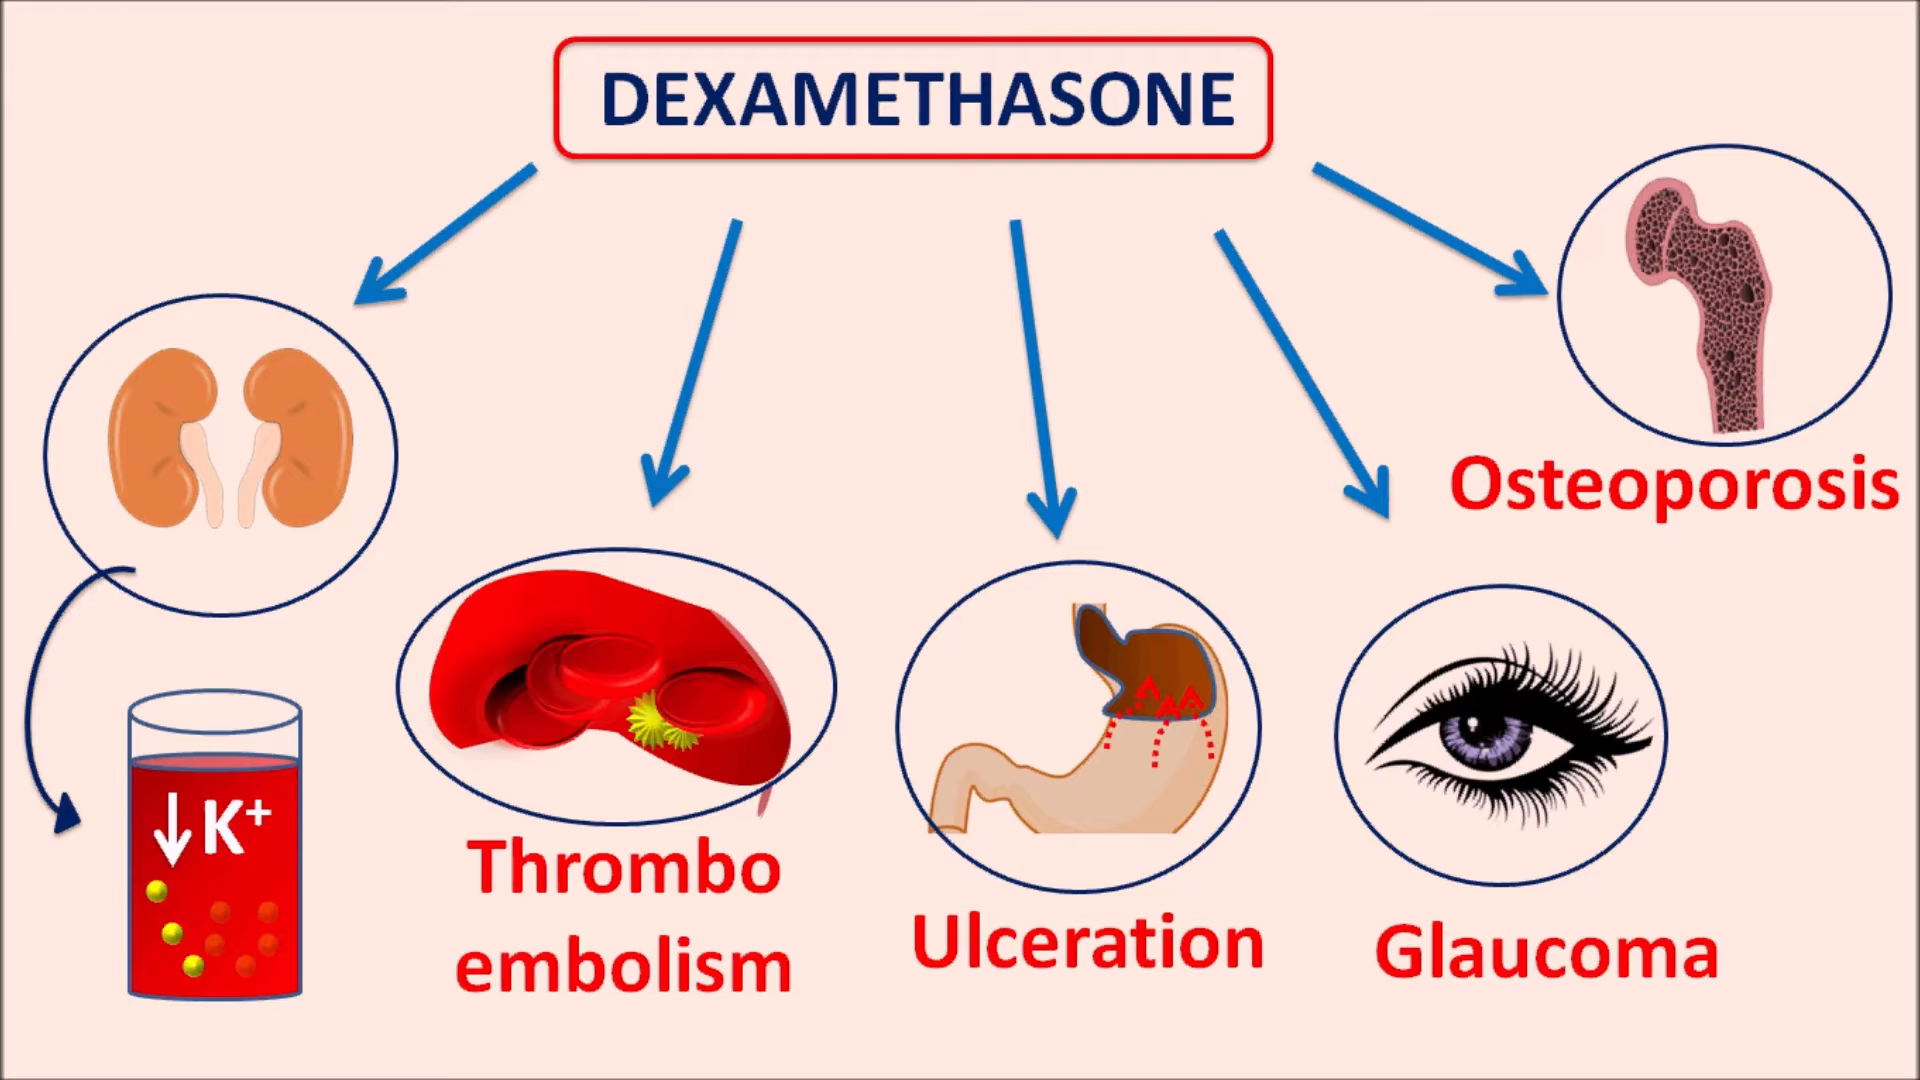 DEXAMETHASONE
Osteoporosis
↓K⁺
Thrombo
embolism
Ulceration
Glaucoma